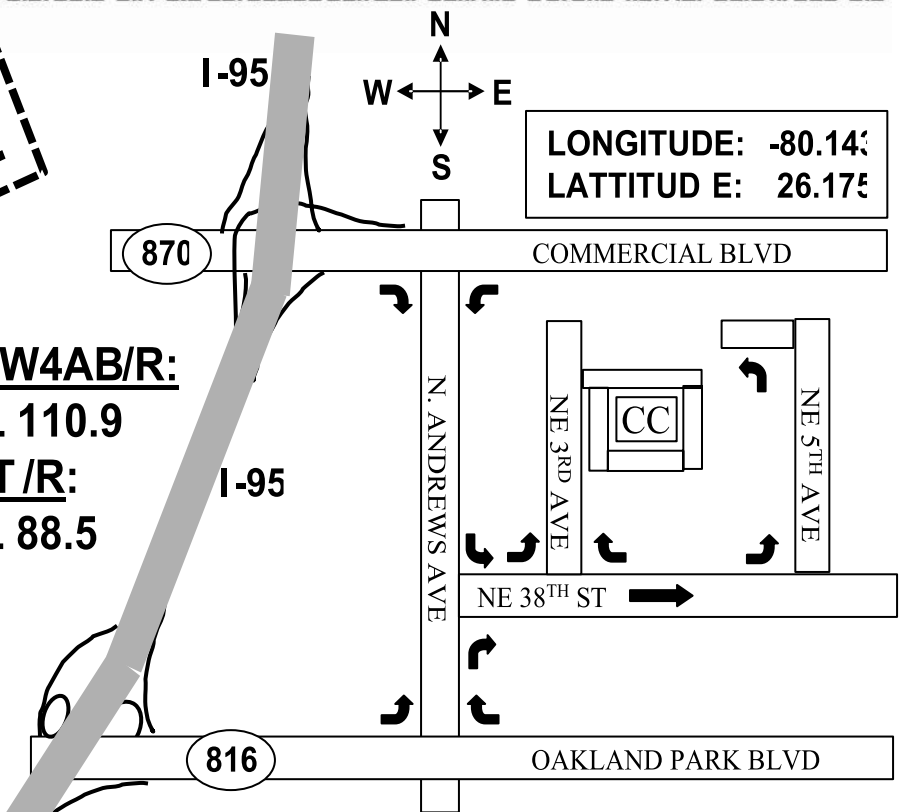 N
I-95
W E
S
LONGITUDE: -80.143
LATTITUD E: 26.175
870
COMMERCIAL BLVD
W4AB/R:
. 110.9
T /R:
. 88.5
I-95
N. ANDREWS AVE
NE 3RD AVE
CC
NE 5TH AVE
NE 38TH ST
816
OAKLAND PARK BLVD